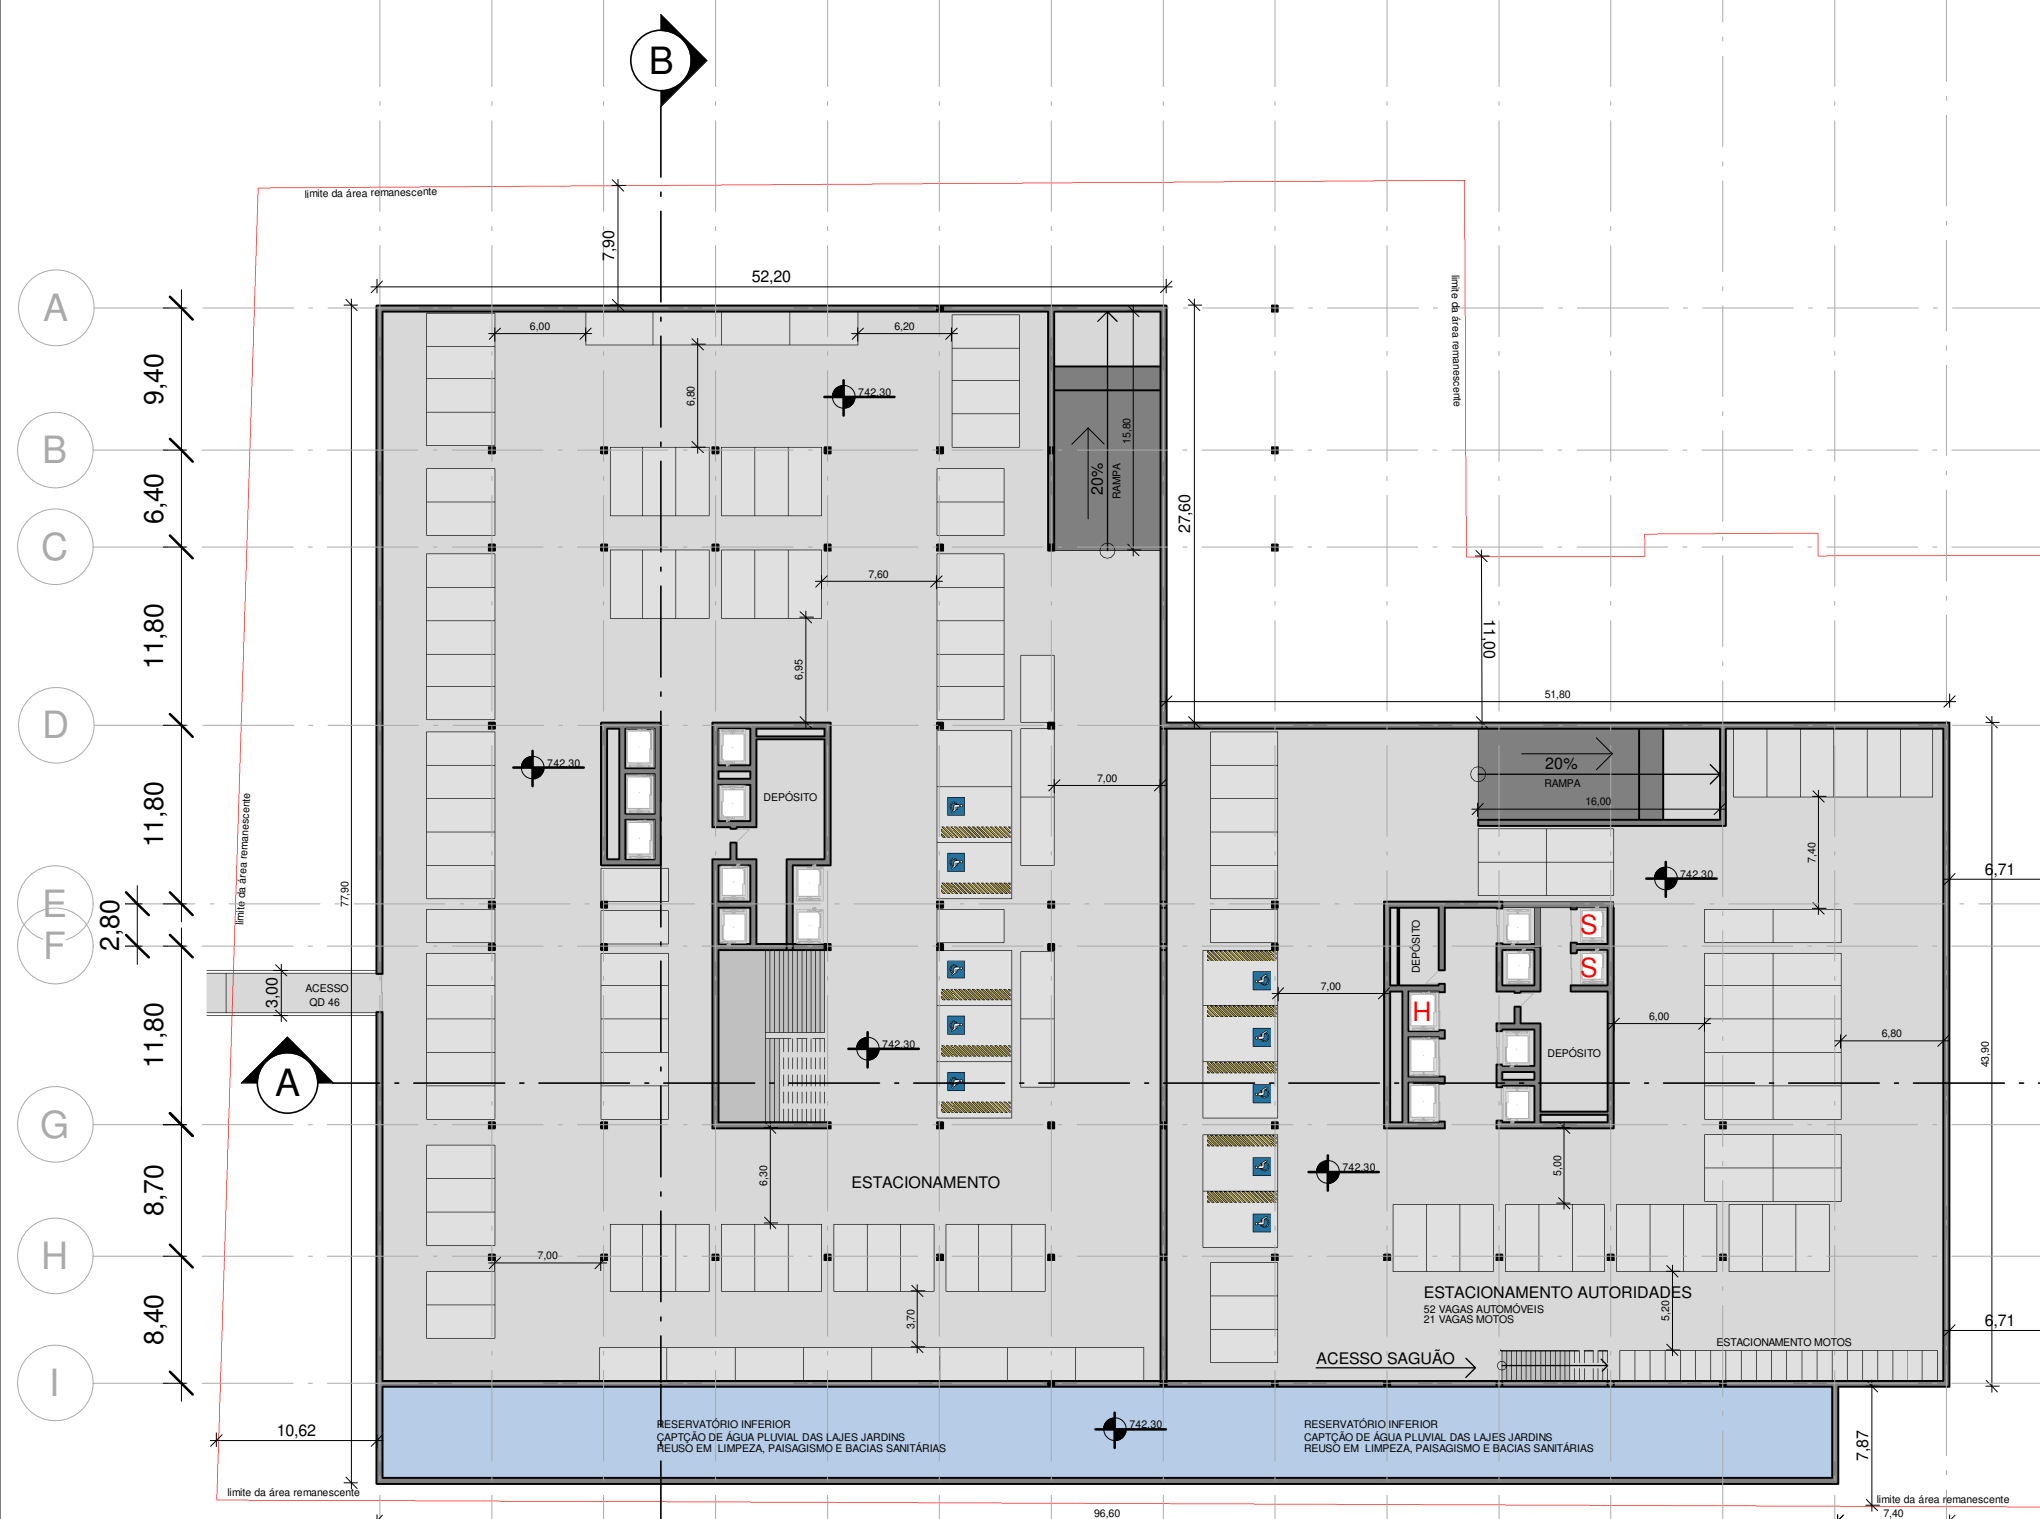 B
limite da área remanescente
7,90
52,20
A
9,40
6,00
6,20
6,80
742,30
limite da área remanescente
B
15,80
20%
RAMPA
6,40
27,60
C
7,60
11,80
11,00
6,95
51,80
D
742,30
DEPÓSITO
7,00
20%
RAMPA
16,00
11,80
7,40
limite da área remanescente
77,90
742,30
6,71
E
2,80
F
DEPÓSITO
S
S
3,00
ACESSO
QD 46
7,00
H
6,00
11,80
742,30
6,80
DEPÓSITO
43,90
A
G
6,30
5,00
742,30
8,70
ESTACIONAMENTO
H
7,00
3,70
ESTACIONAMENTO AUTORIDADES
52 VAGAS AUTOMÓVEIS
21 VAGAS MOTOS
5,20
8,40
6,71
ESTACIONAMENTO MOTOS
ACESSO SAGUÃO
I
10,62
RESERVATÓRIO INFERIOR
CAPTÇÃO DE ÁGUA PLUVIAL DAS LAJES JARDINS
REUSO EM LIMPEZA, PAISAGISMO E BACIAS SANITÁRIAS
742,30
RESERVATÓRIO INFERIOR
CAPTÇÃO DE ÁGUA PLUVIAL DAS LAJES JARDINS
REUSO EM LIMPEZA, PAISAGISMO E BACIAS SANITÁRIAS
7,87
limite da área remanescente
limite da área remanescente
96,60
7,40